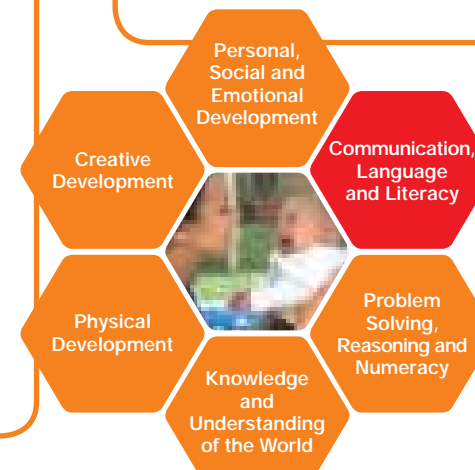 Personal,
Social and
Emotional
Development
Communication,
Language
and Literacy
Problem
Solving,
Reasoning and
Numeracy
Knowledge
and
Understanding
of the World
Physical
Development
Creative
Development